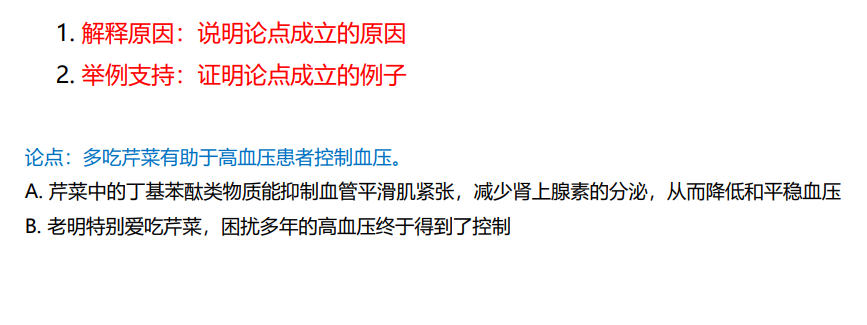 1. 解释原因：说明论点成立的原因
2. 举例支持：证明论点成立的例子
论点：多吃芹菜有助于高血压患者控制血压。
A. 芹菜中的丁基苯酞类物质能抑制血管平滑肌紧张，减少肾上腺素的分泌，从而降低和平稳血压
B. 老明特别爱吃芹菜，困扰多年的高血压终于得到了控制